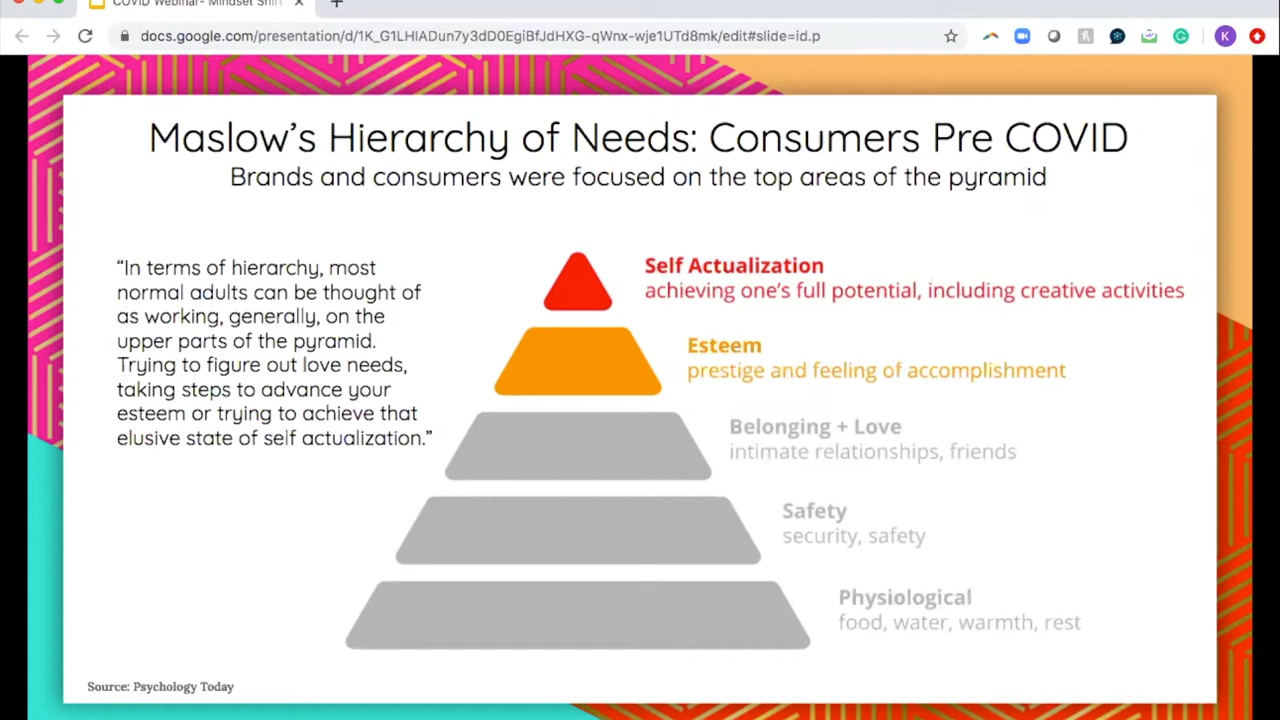 COVID Webinar- Mindset Shift
docs.google.com/presentation/d/1K_G1LHlADun7y3dD0EgiBfJdHXG-qWnx-wje1UTd8mk/edit#slide=id.p
K
Maslow's Hierarchy of Needs: Consumers Pre COVID
Brands and consumers were focused on the top areas of the pyramid
“In terms of hierarchy, most
normal adults can be thought of
as working, generally, on the
upper parts of the pyramid.
Trying to figure out love needs,
taking steps to advance your
esteem or trying to achieve that
elusive state of self actualization.”
Self Actualization
achieving one's full potential, including creative activities
Esteem
prestige and feeling of accomplishment
Belonging + Love
intimate relationships, friends
Safety
security, safety
Physiological
food, water, warmth, rest
Source: Psychology Today